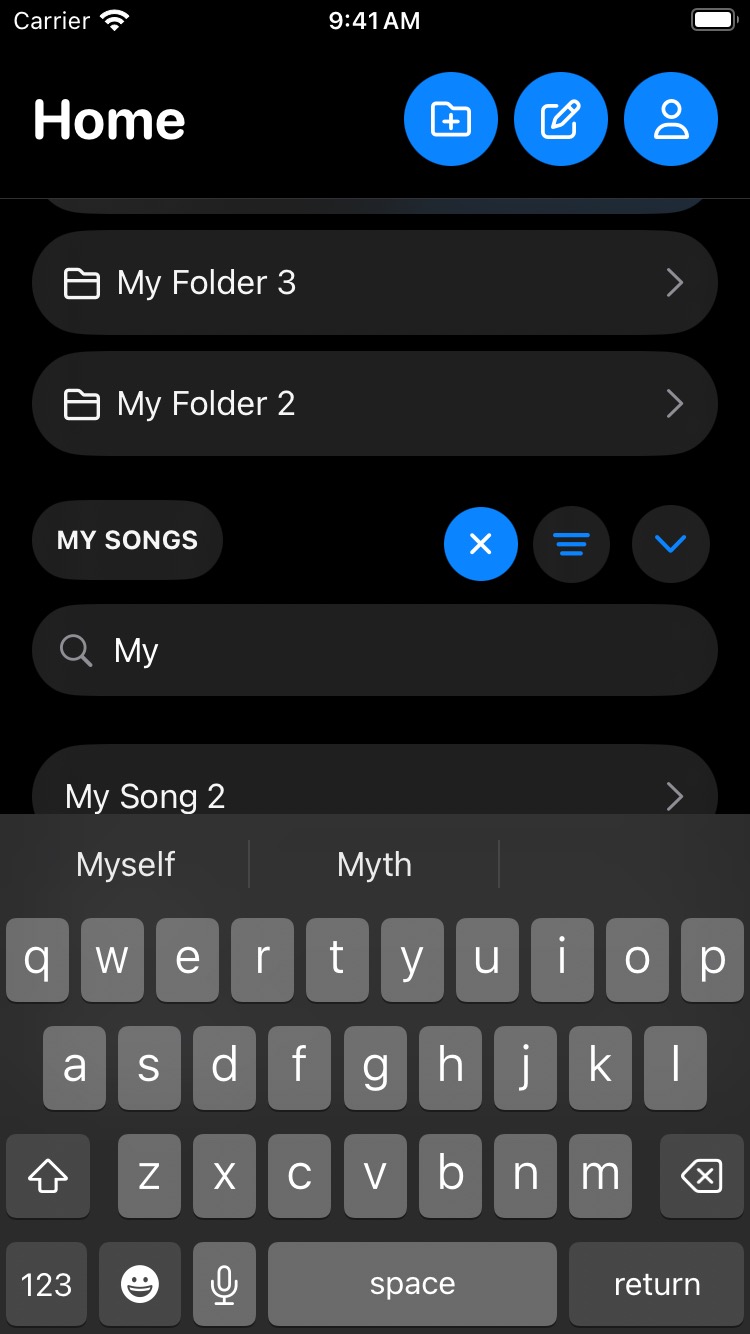 Carrier 9:41 AM
Home
My Folder 3
My Folder 2
MY SONGS
My
My Song 2
Myself Myth
q w e r t y u i o p
a s d f g h j k l
z x c v b n m
123 space return